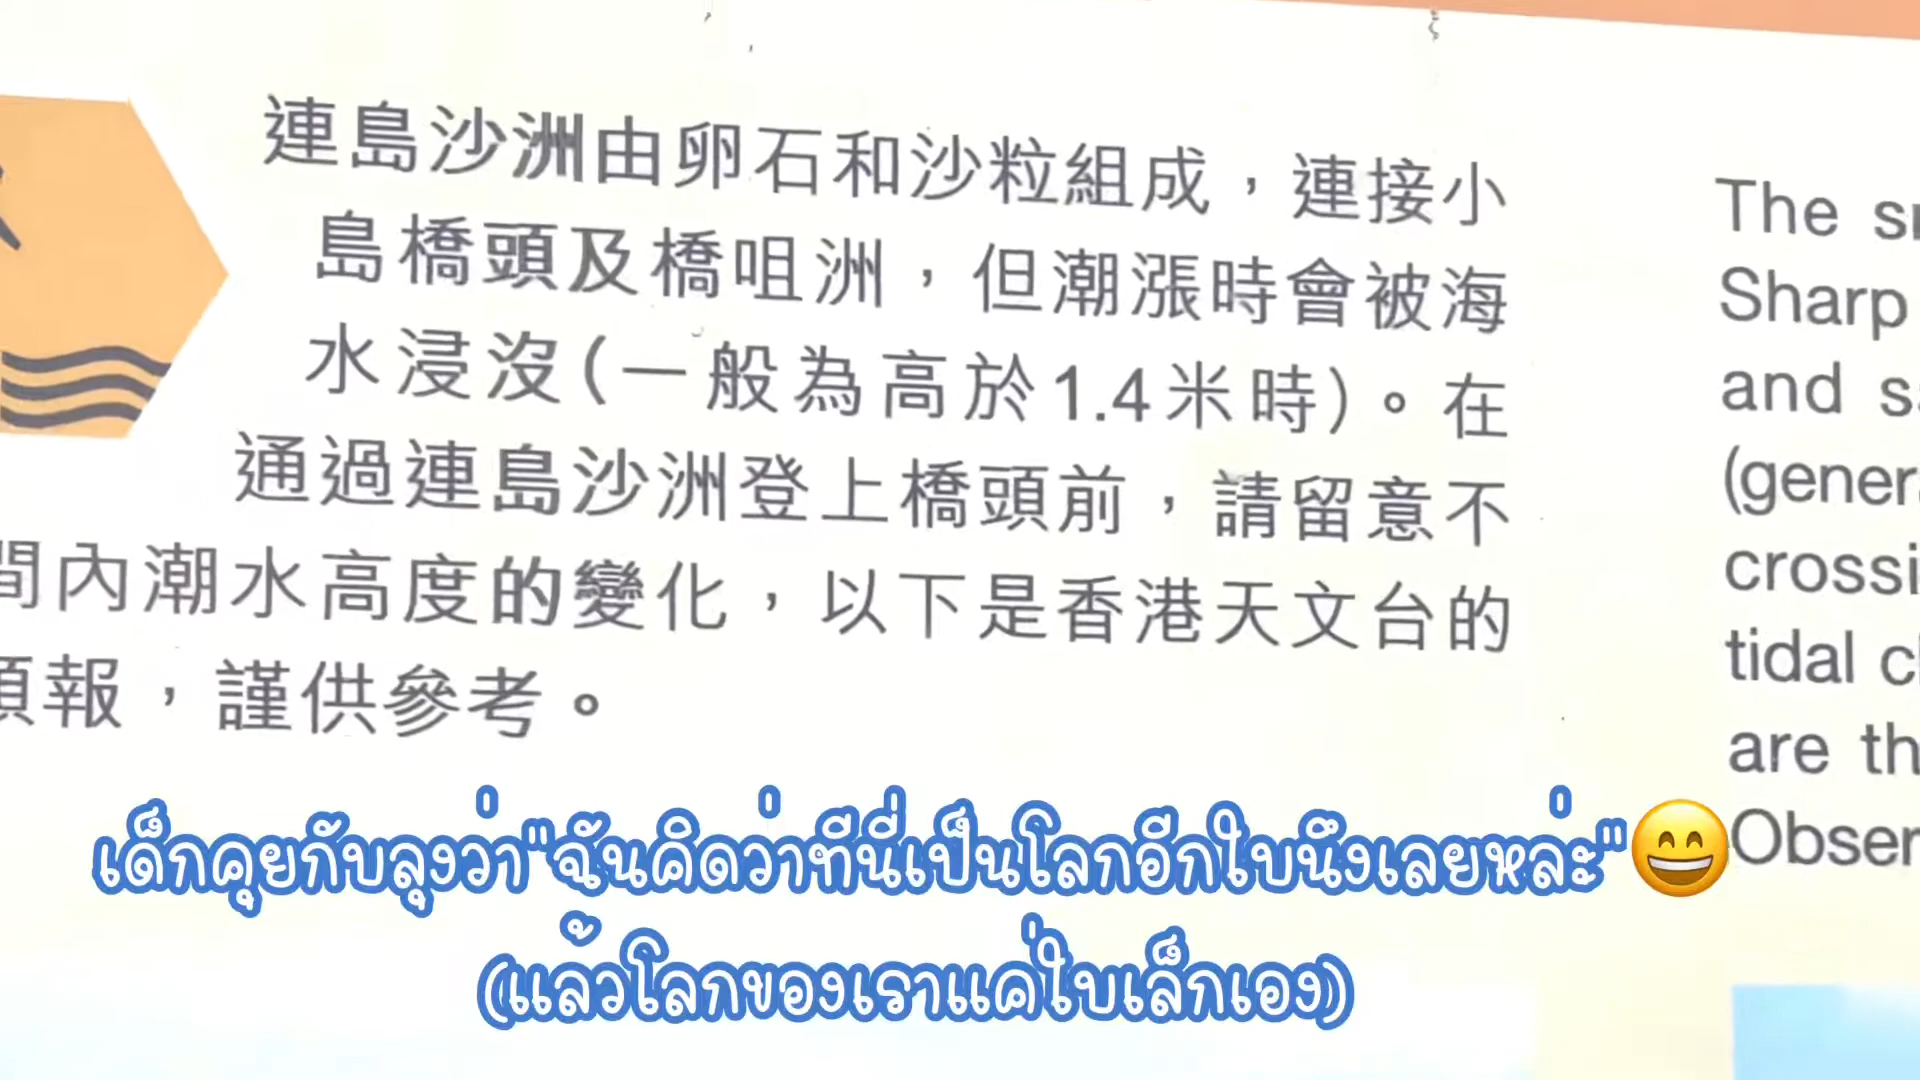 連島沙洲由卵石和沙粒組成，連接小
島橋頭及橋咀洲，但潮漲時會被海
水浸沒(一般為高於1.4米時)。在
通過連島沙洲登上橋頭前，請留意不
間內潮水高度的變化，以下是香港天文台的
預報，謹供參考。
The
Sharp
and
crossi
tidal
are
Obser
เด็กคุยกับลุงว่า"ฉันคิดว่าที่นี่เป็นโลกอีกใบนึงเลยหล่ะ"😄
(แล้วโลกของเราแค่ใบเล็กเอง)